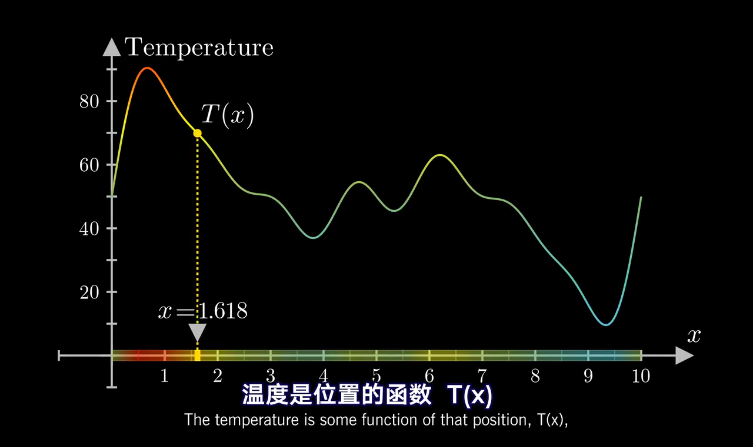 Temperature
T(x)
80
60
40
20
x=1.618
x
1 2 3 4 5 6 7 8 9 10
温度是位置的函数 T(x)
The temperature is some function of that position, T(x),